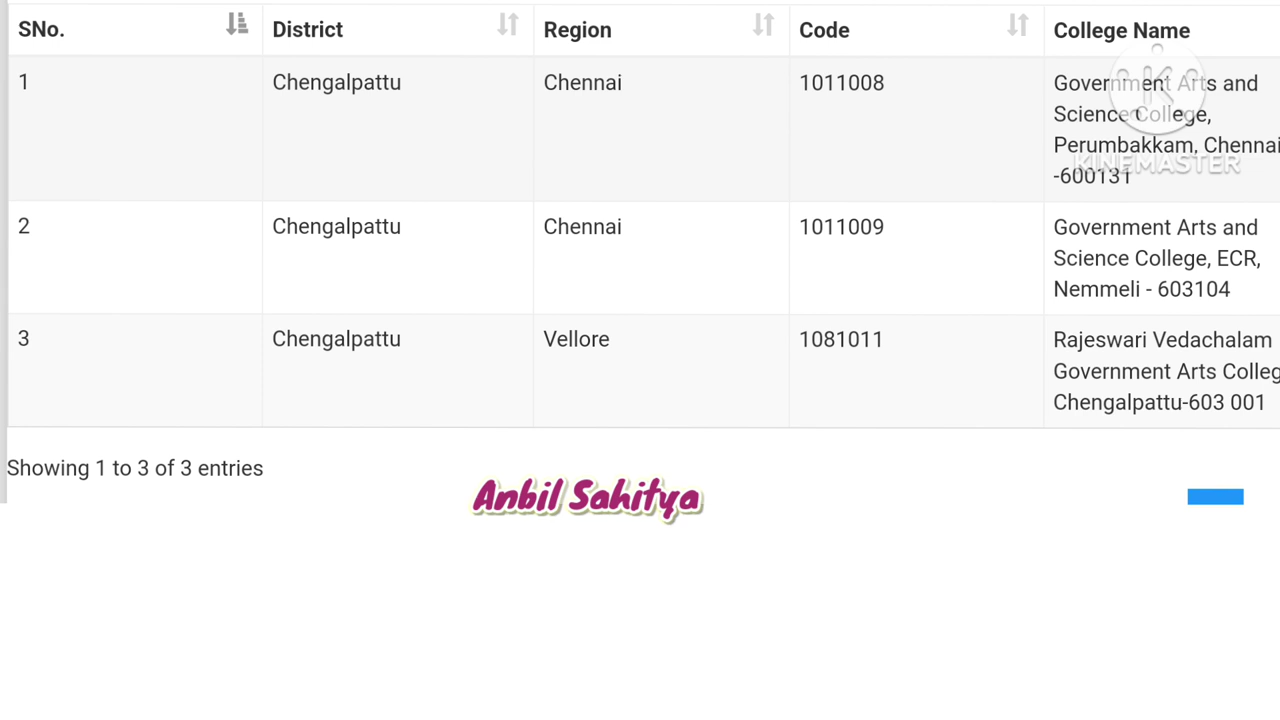 SNo. District Region Code College Name
1 Chengalpattu Chennai 1011008 Government Arts and
Science College,
Perumbakkam, Chennai
-600131
KINEMASTER
2 Chengalpattu Chennai 1011009 Government Arts and
Science College, ECR,
Nemmeli - 603104
3 Chengalpattu Vellore 1081011 Rajeswari Vedachalam
Government Arts Colleg
Chengalpattu-603 001
Showing 1 to 3 of 3 entries
Anbil Sahitya